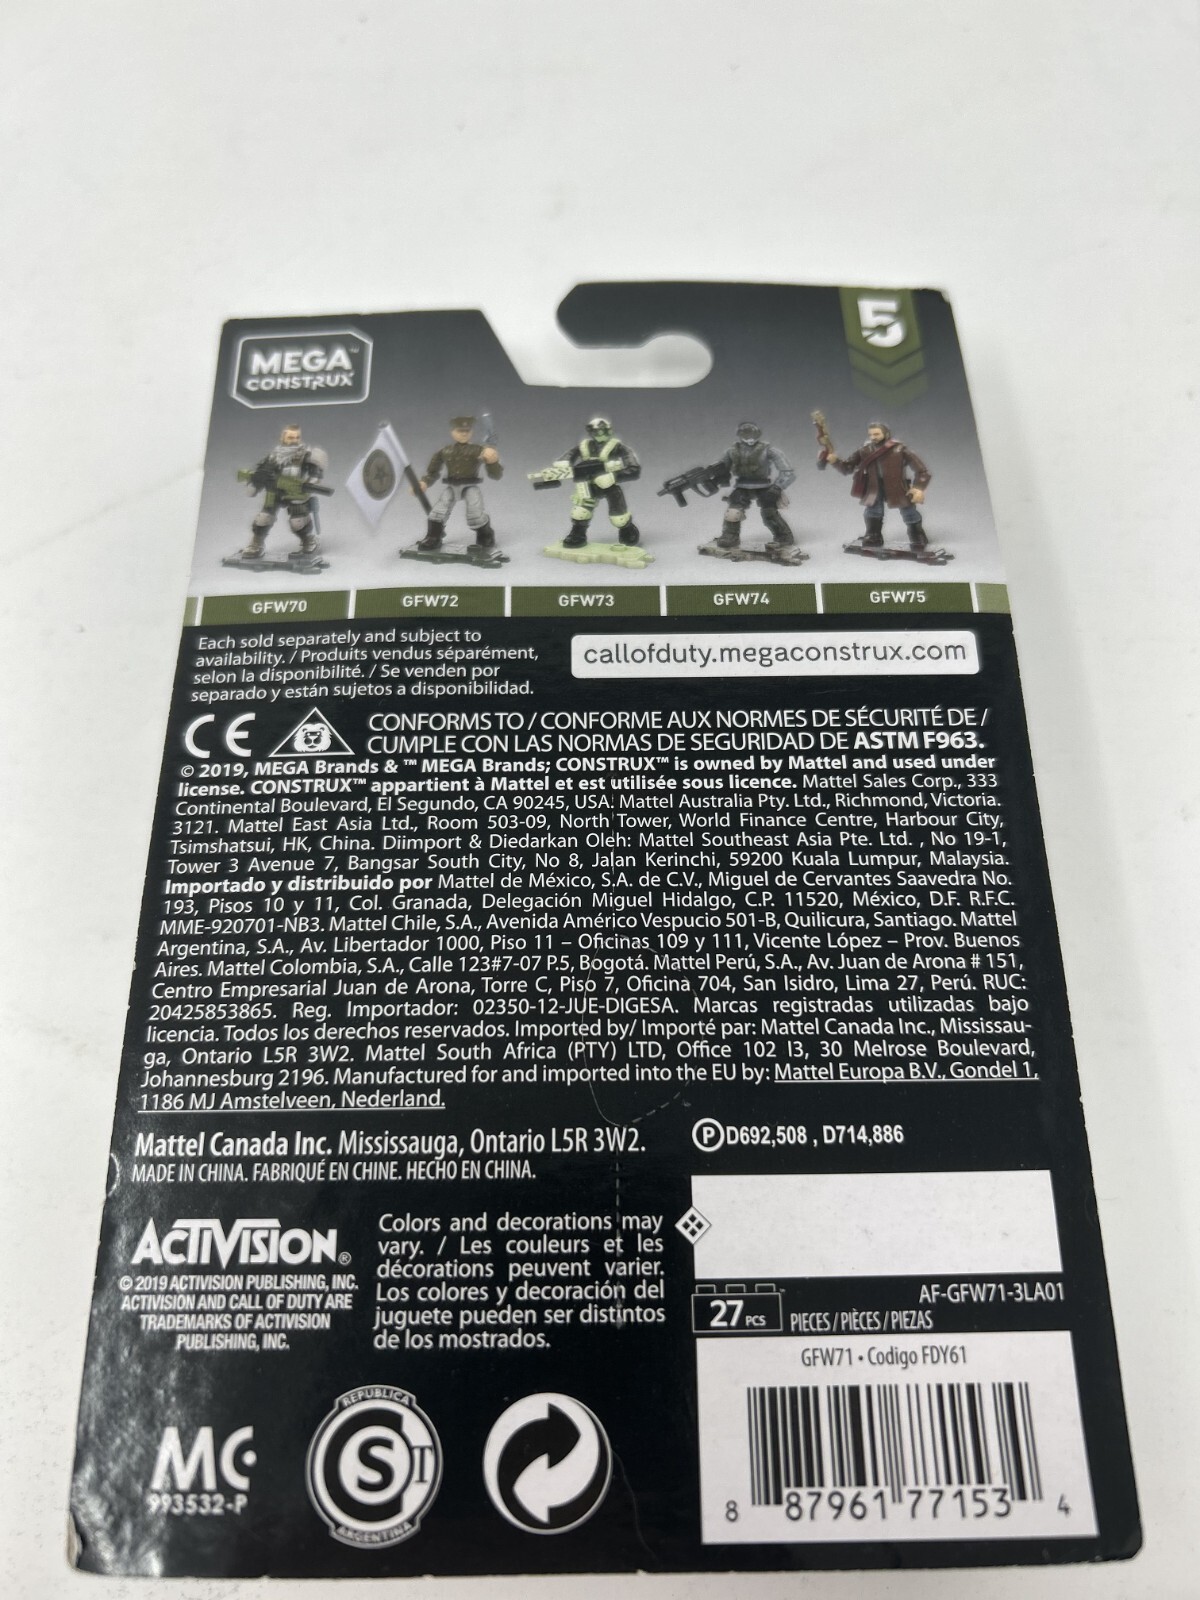 MEGA™
CONSTRUX
5
GFW70
GFW72
GFW73
GFW74
GFW75
Each sold separately and subject to
availability. / Produits vendus séparément,
selon la disponibilité. / Se venden por
separado y están sujetos a disponibilidad.
callofduty.megaconstrux.com
CE
CONFORMS TO / CONFORME AUX NORMES DE SÉCURITÉ DE /
CUMPLE CON LAS NORMAS DE SEGURIDAD DE ASTM F963.
© 2019, MEGA Brands & ™ MEGA Brands; CONSTRUX™ is owned by Mattel and used under
license. CONSTRUX™ appartient à Mattel et est utilisée sous licence. Mattel Sales Corp., 333
Continental Boulevard, El Segundo, CA 90245, USA. Mattel Australia Pty. Ltd., Richmond, Victoria.
3121. Mattel East Asia Ltd., Room 503-09, North Tower, World Finance Centre, Harbour City,
Tsimshatsui, HK, China. Diimport & Diedarkan Oleh: Mattel Southeast Asia Pte. Ltd. , No 19-1,
Tower 3 Avenue 7, Bangsar South City, No 8, Jalan Kerinchi, 59200 Kuala Lumpur, Malaysia.
Importado y distribuido por Mattel de México, S.A. de C.V., Miguel de Cervantes Saavedra No.
193, Pisos 10 y 11, Col. Granada, Delegación Miguel Hidalgo, C.P. 11520, México, D.F. R.F.C.
MME-920701-NB3. Mattel Chile, S.A., Avenida Américo Vespucio 501-B, Quilicura, Santiago. Mattel
Argentina, S.A., Av. Libertador 1000, Piso 11 – Oficinas 109 y 111, Vicente López – Prov. Buenos
Aires. Mattel Colombia, S.A., Calle 123#7-07 P.5, Bogotá. Mattel Perú, S.A., Av. Juan de Arona # 151,
Centro Empresarial Juan de Arona, Torre C, Piso 7, Oficina 704, San Isidro, Lima 27, Perú. RUC:
20425853865. Reg. Importador: 02350-12-JUE-DIGESA. Marcas registradas utilizadas bajo
licencia. Todos los derechos reservados. Imported by/ Importé par: Mattel Canada Inc., Mississau-
ga, Ontario L5R 3W2. Mattel South Africa (PTY) LTD, Office 102 I3, 30 Melrose Boulevard,
Johannesburg 2196. Manufactured for and imported into the EU by: Mattel Europa B.V., Gondel 1,
1186 MJ Amstelveen, Nederland.
Mattel Canada Inc. Mississauga, Ontario L5R 3W2.
MADE IN CHINA. FABRIQUÉ EN CHINE. HECHO EN CHINA.
Ⓟ D692,508 , D714,886
ACTIVISION®
© 2019 ACTIVISION PUBLISHING, INC.
ACTIVISION AND CALL OF DUTY ARE
TRADEMARKS OF ACTIVISION
PUBLISHING, INC.
Colors and decorations may
vary. / Les couleurs et les
décorations peuvent varier.
Los colores y decoración del
juguete pueden ser distintos
de los mostrados.
AF-GFW71-3LA01
27 PCS
PIECES / PIÈCES / PIEZAS
GFW71 • Codigo FDY61
8 87961 77153 4
MC
993532-P
REPUBLICA
CST
ARGENTINA